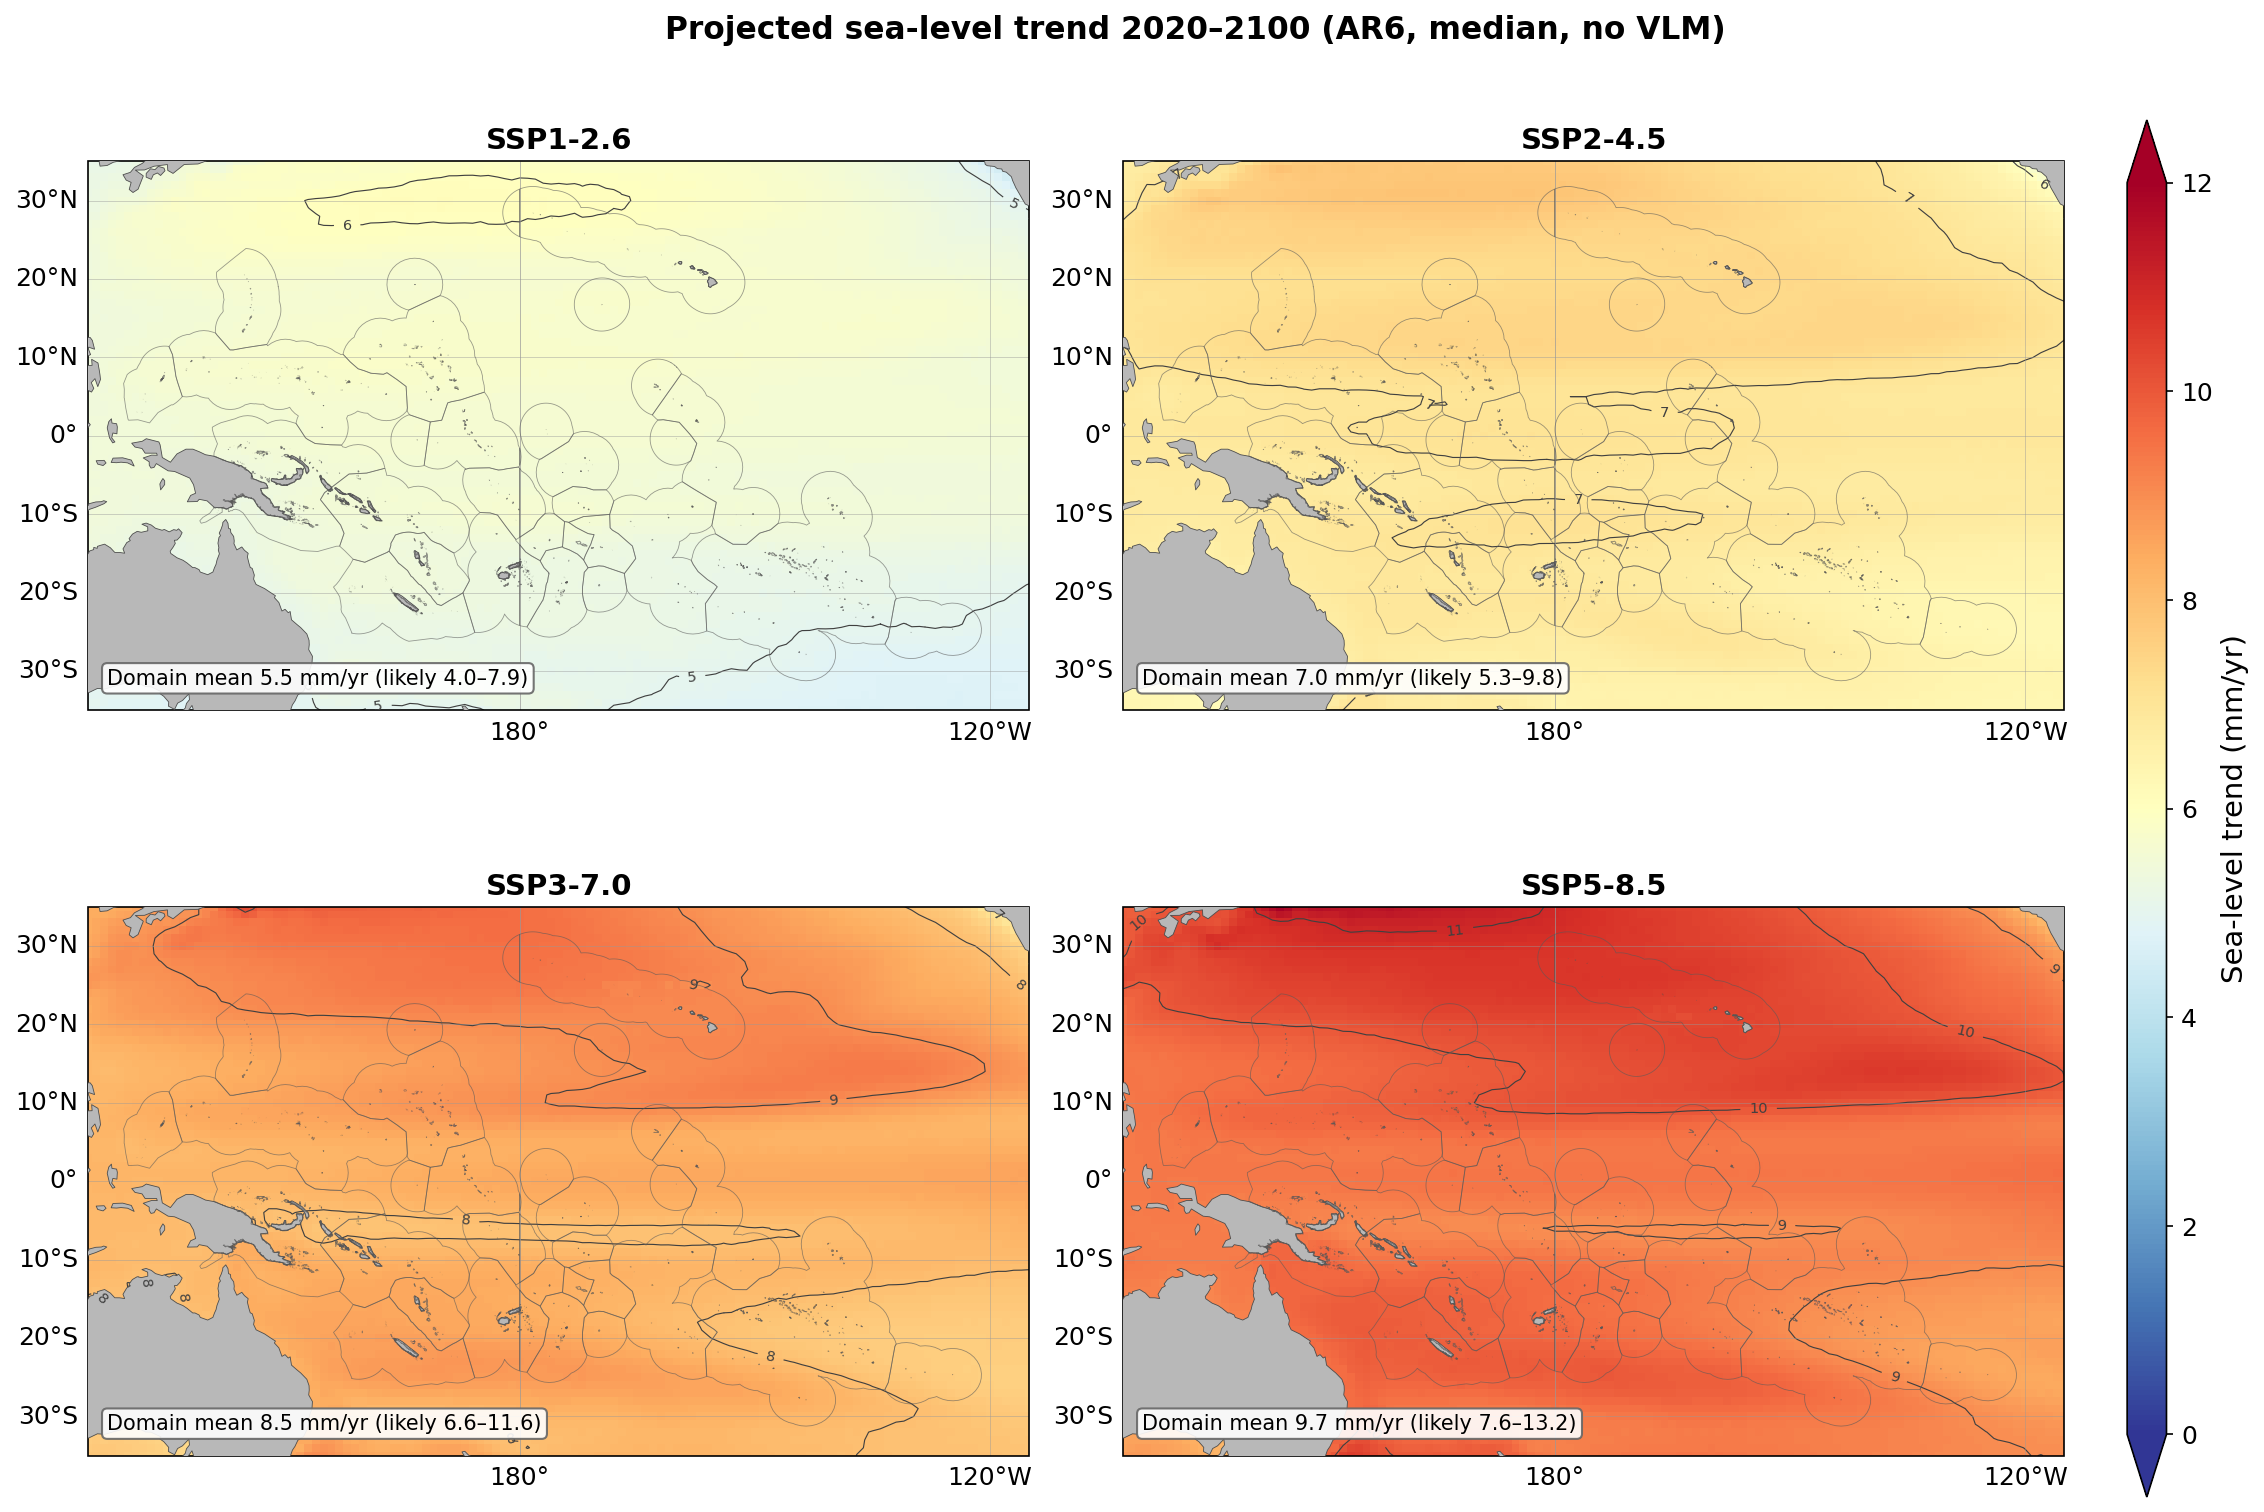 Projected sea-level trend 2020–2100 (AR6, median, no VLM)
SSP1-2.6
30°N
20°N
10°N
0°
10°S
20°S
30°S
6
5
5
5
Domain mean 5.5 mm/yr (likely 4.0–7.9)
180°
120°W
SSP2-4.5
30°N
20°N
10°N
0°
10°S
20°S
30°S
7
6
7
7
7
7
Domain mean 7.0 mm/yr (likely 5.3–9.8)
180°
120°W
SSP3-7.0
30°N
20°N
10°N
0°
10°S
20°S
30°S
9
8
9
8
8
8
8
8
Domain mean 8.5 mm/yr (likely 6.6–11.6)
180°
120°W
SSP5-8.5
30°N
20°N
10°N
0°
10°S
20°S
30°S
10
11
9
10
10
9
9
Domain mean 9.7 mm/yr (likely 7.6–13.2)
180°
120°W
12
10
8
6
4
2
0
Sea-level trend (mm/yr)